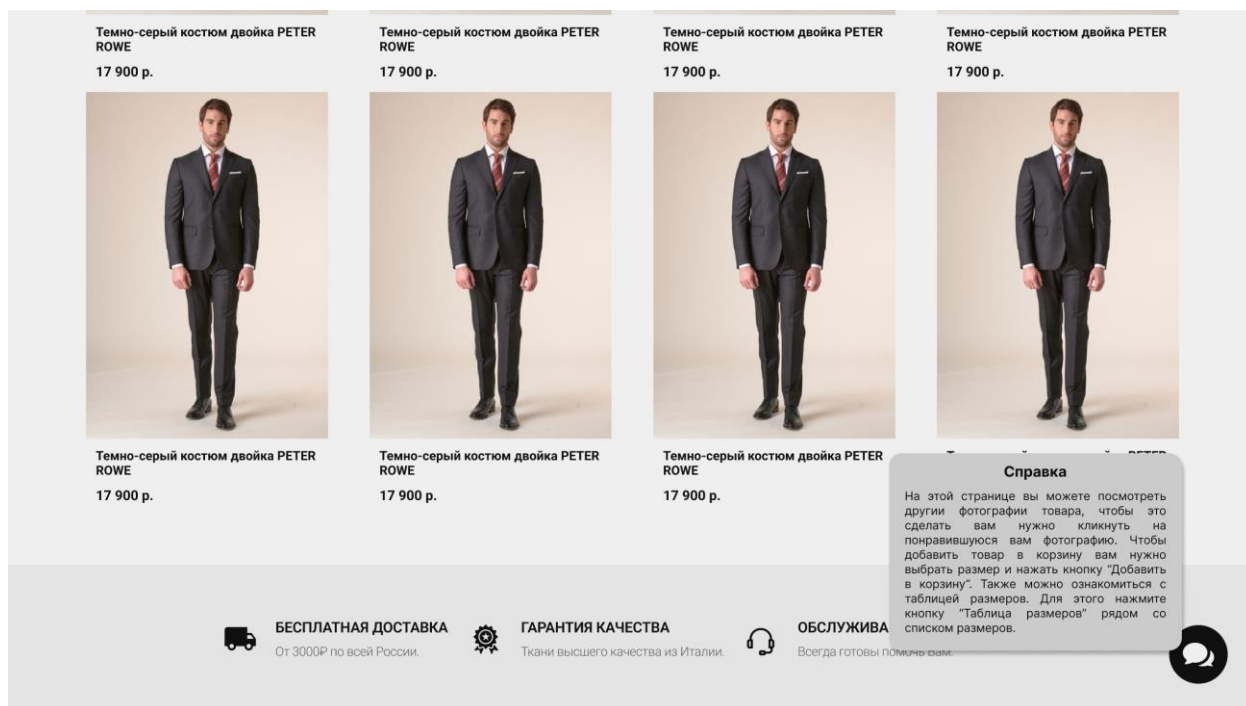 Темно-серый костюм двойка PETER
ROWE
17 900 р.
Темно-серый костюм двойка PETER
ROWE
17 900 р.
Темно-серый костюм двойка PETER
ROWE
17 900 р.
Темно-серый костюм двойка PETER
ROWE
17 900 р.
Темно-серый костюм двойка PETER
ROWE
17 900 р.
Темно-серый костюм двойка PETER
ROWE
17 900 р.
Темно-серый костюм двойка PETER
ROWE
17 900 р.
Справка
На этой странице вы можете посмотреть
другии фотографии товара, чтобы это
сделать вам нужно кликнуть на
понравившуюся вам фотографию. Чтобы
добавить товар в корзину вам нужно
выбрать размер и нажать кнопку “Добавить
в корзину”. Также можно ознакомиться с
таблицей размеров. Для этого нажмите
кнопку “Таблица размеров” рядом со
списком размеров.
БЕСПЛАТНАЯ ДОСТАВКА
От 3000₽ по всей России.
ГАРАНТИЯ КАЧЕСТВА
Ткани высшего качества из Италии.
ОБСЛУЖИВА
Всегда готовы помочь Вам.